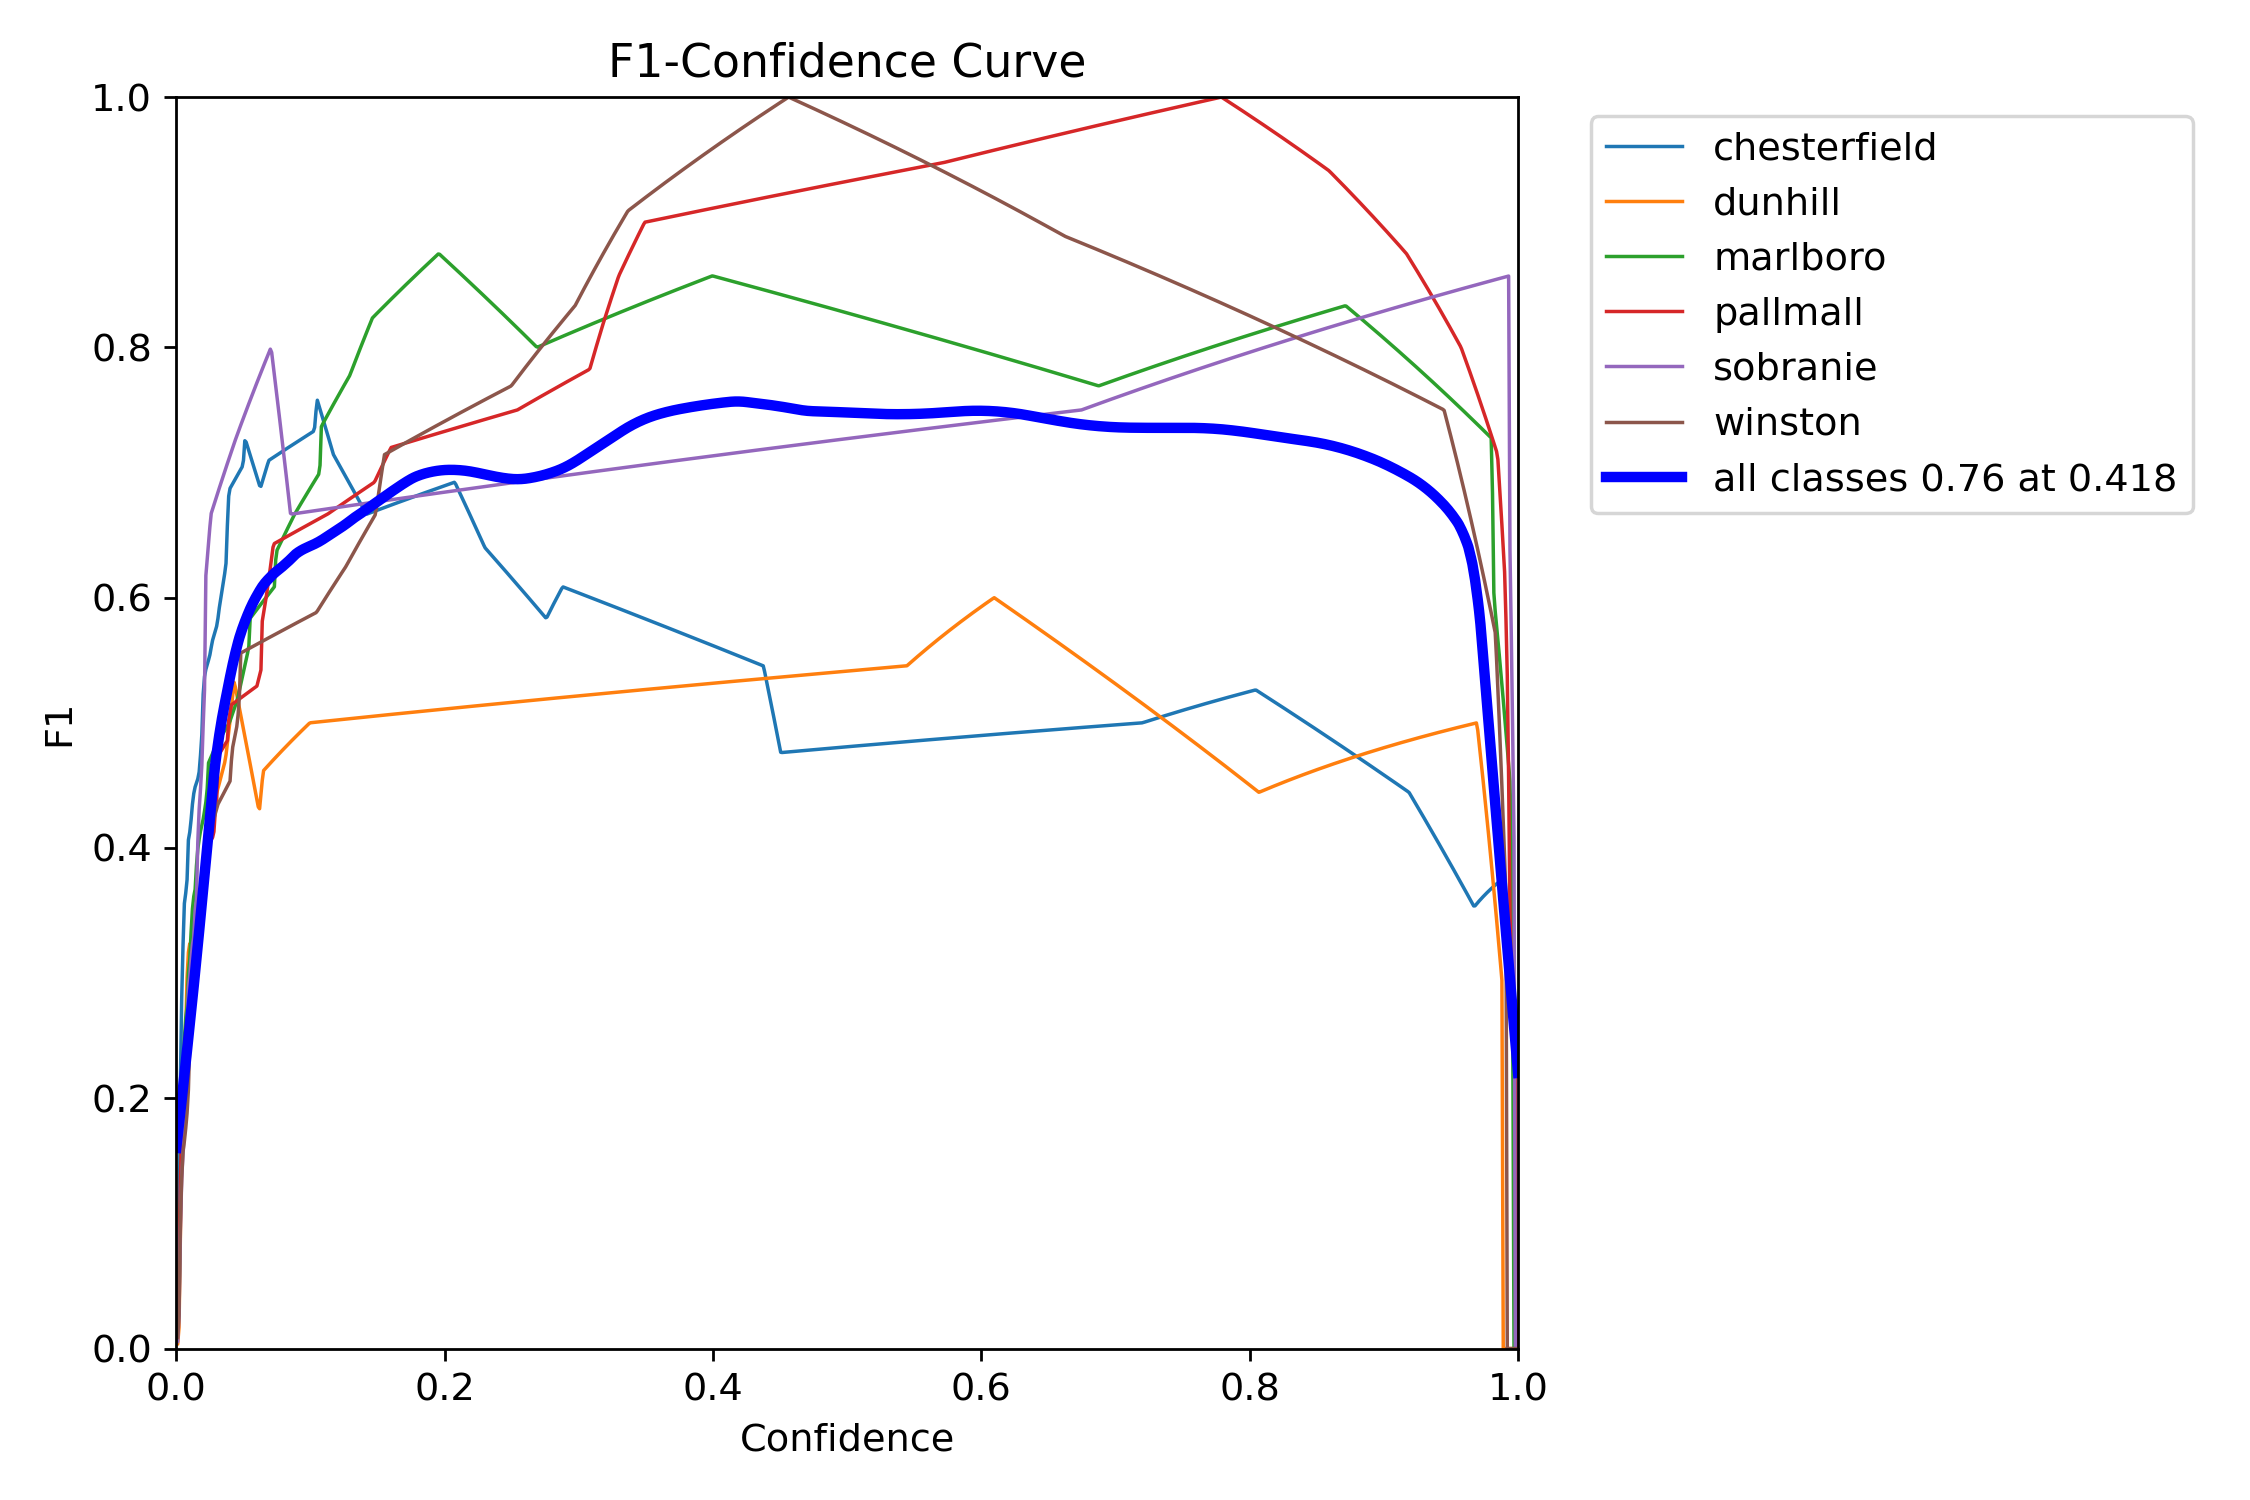 F1-Confidence Curve
1.0
0.8
0.6
0.4
0.2
0.0
F1
0.0 0.2 0.4 0.6 0.8 1.0
Confidence
chesterfield
dunhill
marlboro
pallmall
sobranie
winston
all classes 0.76 at 0.418